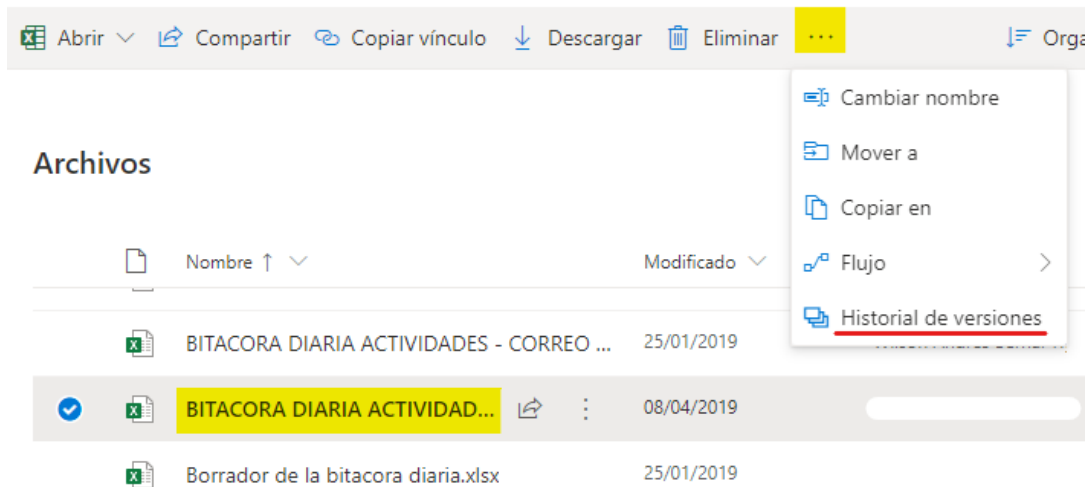 Abrir Compartir Copiar vínculo Descargar Eliminar ... Orga
Cambiar nombre
Archivos
Mover a
Copiar en
Nombre ↑ Modificado Flujo
Historial de versiones
BITACORA DIARIA ACTIVIDADES - CORREO ... 25/01/2019
BITACORA DIARIA ACTIVIDAD... 08/04/2019
Borrador de la bitacora diaria.xlsx 25/01/2019